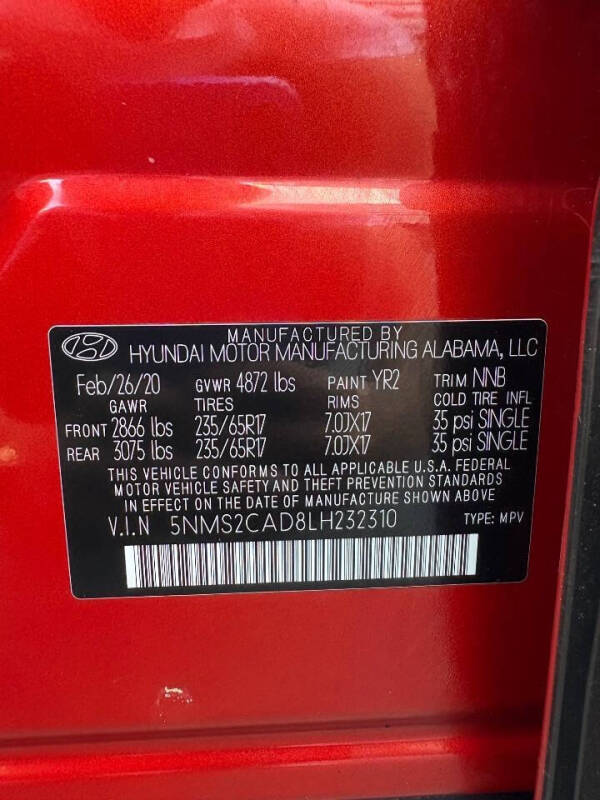 MANUFACTURED BY
HYUNDAI MOTOR MANUFACTURING ALABAMA, LLC
Feb/26/20 GVWR 4872 lbs PAINT YR2 TRIM NNB
GAWR TIRES RIMS COLD TIRE INFL
FRONT 2866 lbs 235/65R17 7.0JX17 35 psi SINGLE
REAR 3075 lbs 235/65R17 7.0JX17 35 psi SINGLE
THIS VEHICLE CONFORMS TO ALL APPLICABLE U.S.A. FEDERAL
MOTOR VEHICLE SAFETY AND THEFT PREVENTION STANDARDS
IN EFFECT ON THE DATE OF MANUFACTURE SHOWN ABOVE
V.I.N 5NMS2CAD8LH232310 TYPE: MPV